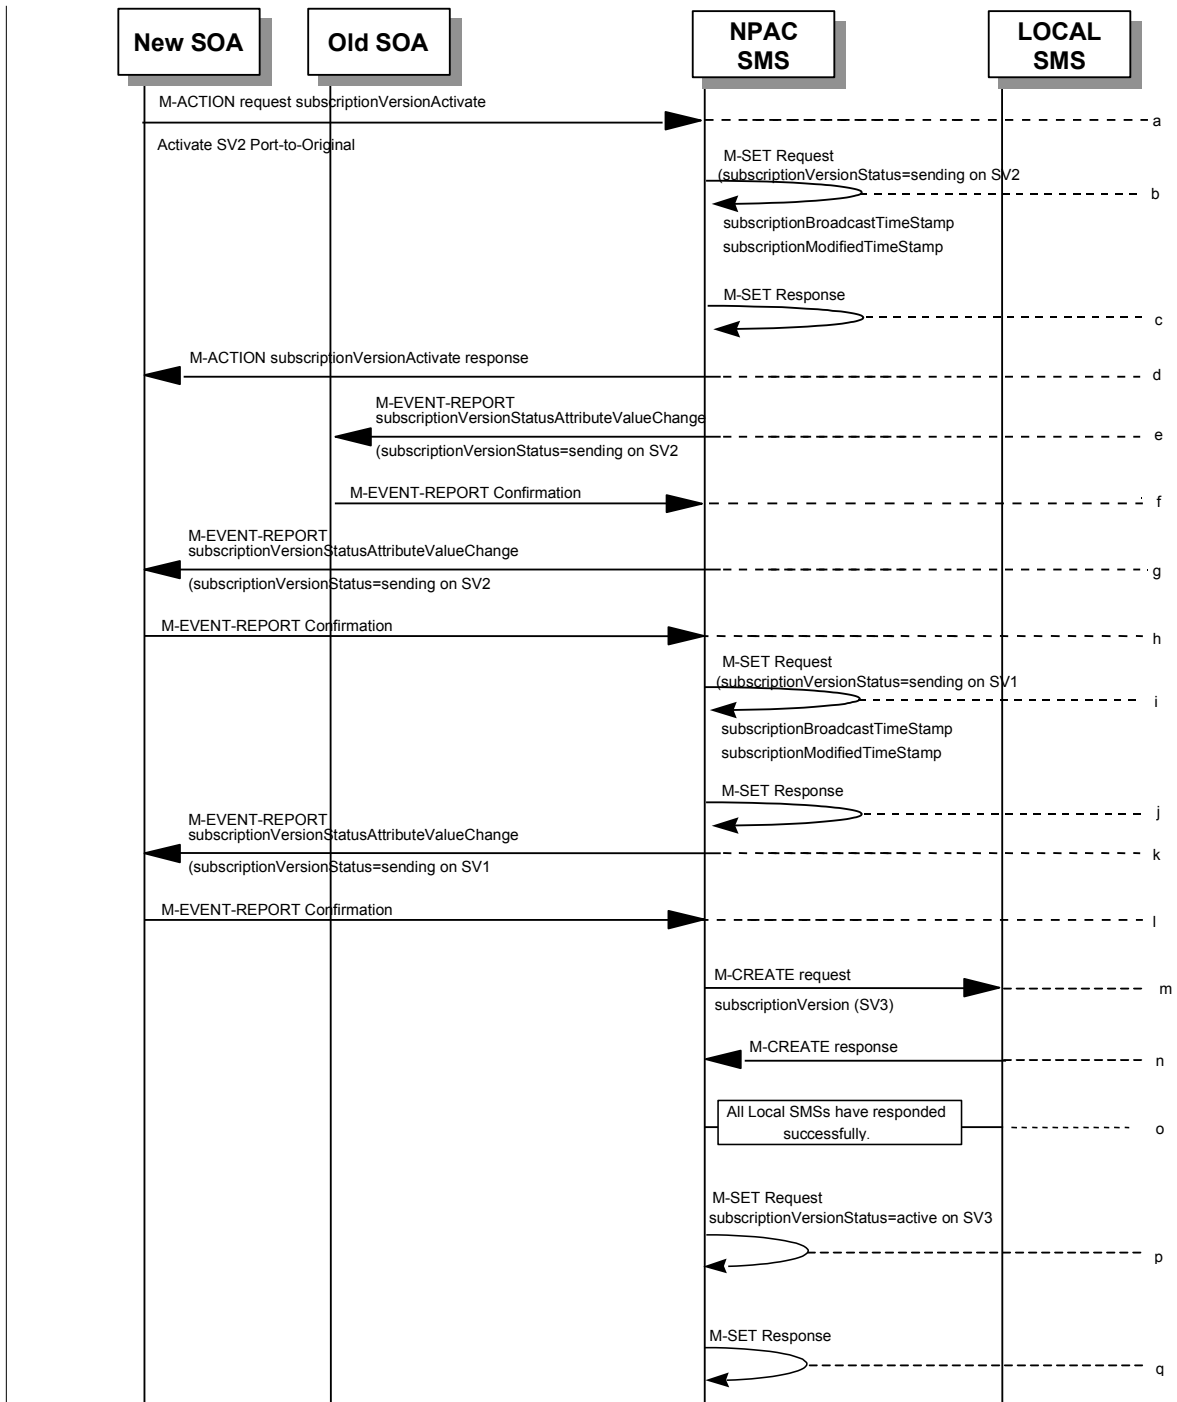 New SOA
Old SOA
NPAC
SMS
LOCAL
SMS
M-ACTION request subscriptionVersionActivate
a
Activate SV2 Port-to-Original
M-SET Request
(subscriptionVersionStatus=sending on SV2
b
subscriptionBroadcastTimeStamp
subscriptionModifiedTimeStamp
M-SET Response
c
M-ACTION subscriptionVersionActivate response
d
M-EVENT-REPORT
subscriptionVersionStatusAttributeValueChange
e
(subscriptionVersionStatus=sending on SV2
M-EVENT-REPORT Confirmation
f
M-EVENT-REPORT
subscriptionVersionStatusAttributeValueChange
g
(subscriptionVersionStatus=sending on SV2
M-EVENT-REPORT Confirmation
h
M-SET Request
(subscriptionVersionStatus=sending on SV1
i
subscriptionBroadcastTimeStamp
subscriptionModifiedTimeStamp
M-SET Response
j
M-EVENT-REPORT
subscriptionVersionStatusAttributeValueChange
k
(subscriptionVersionStatus=sending on SV1
M-EVENT-REPORT Confirmation
l
M-CREATE request
m
subscriptionVersion (SV3)
M-CREATE response
n
All Local SMSs have responded
successfully.
o
M-SET Request
subscriptionVersionStatus=active on SV3
p
M-SET Response
q